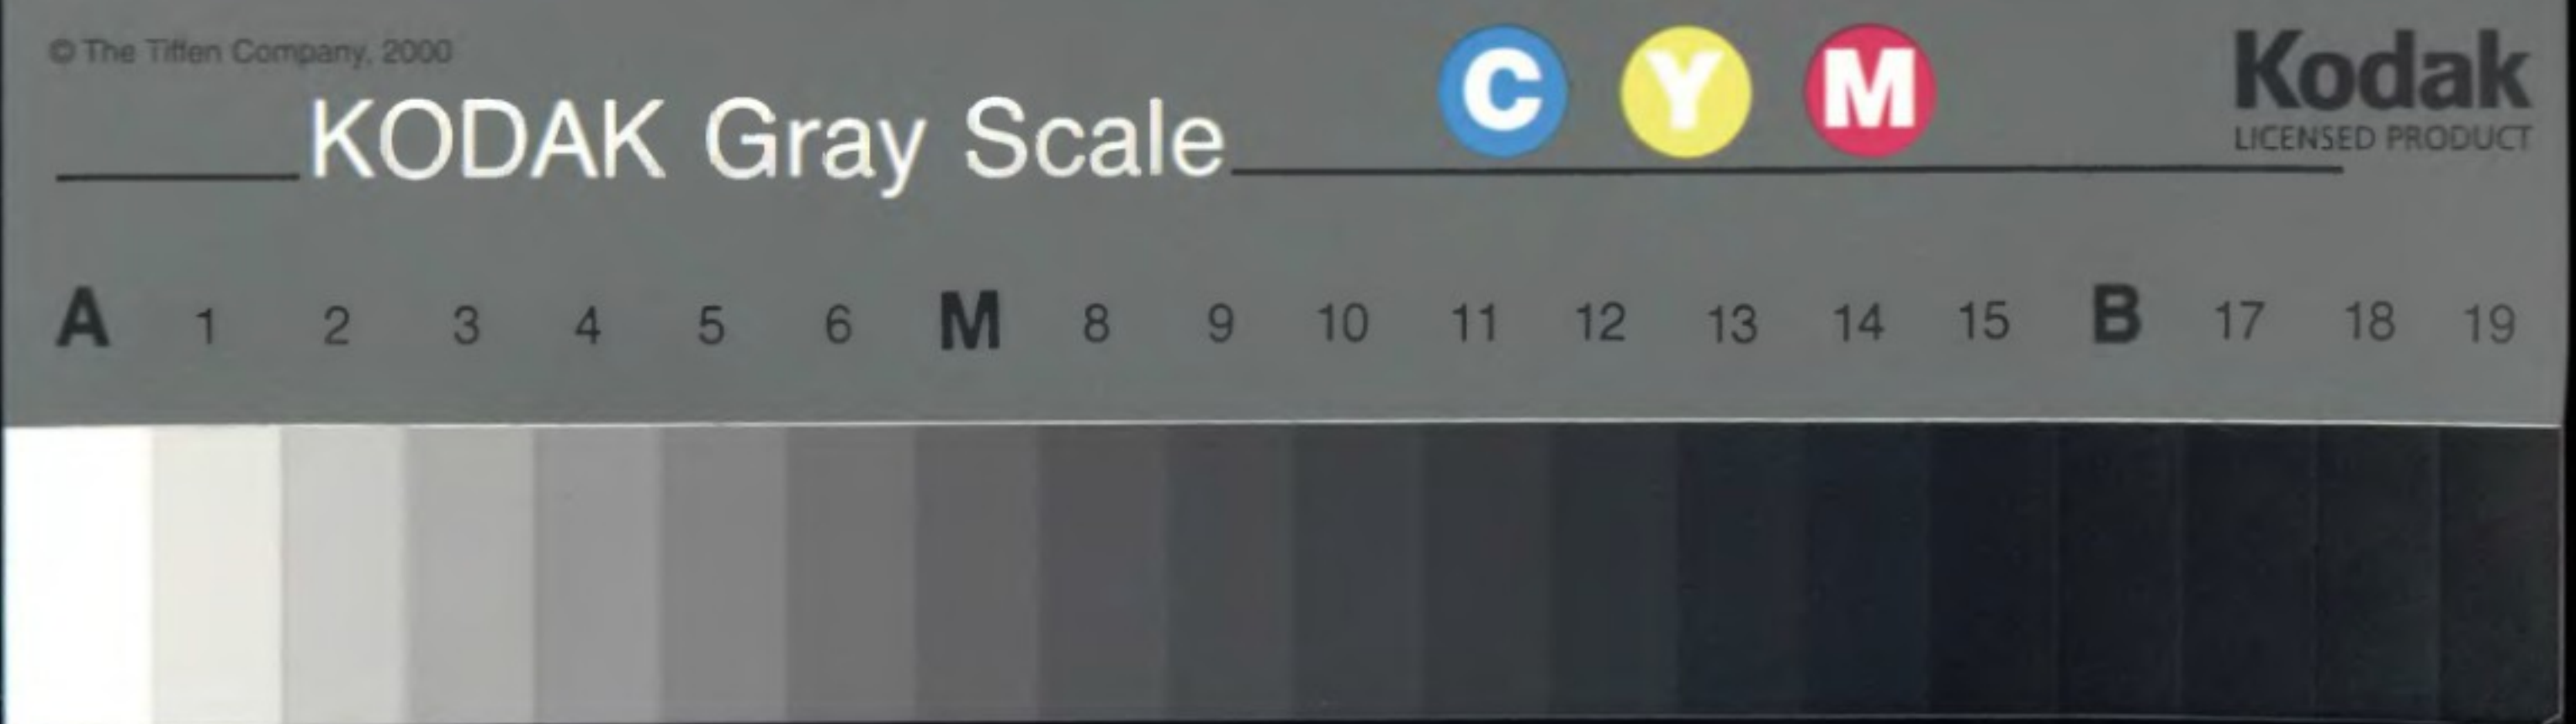 © The Tiffen Company, 2000
KODAK Gray Scale
C Y M
Kodak
LICENSED PRODUCT
A 1 2 3 4 5 6 M 8 9 10 11 12 13 14 15 B 17 18 19